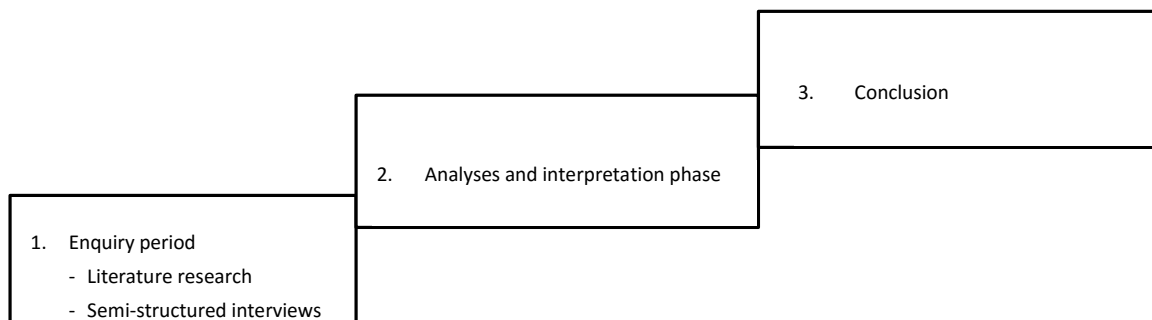 3. Conclusion
2. Analyses and interpretation phase
1. Enquiry period
- Literature research
- Semi-structured interviews